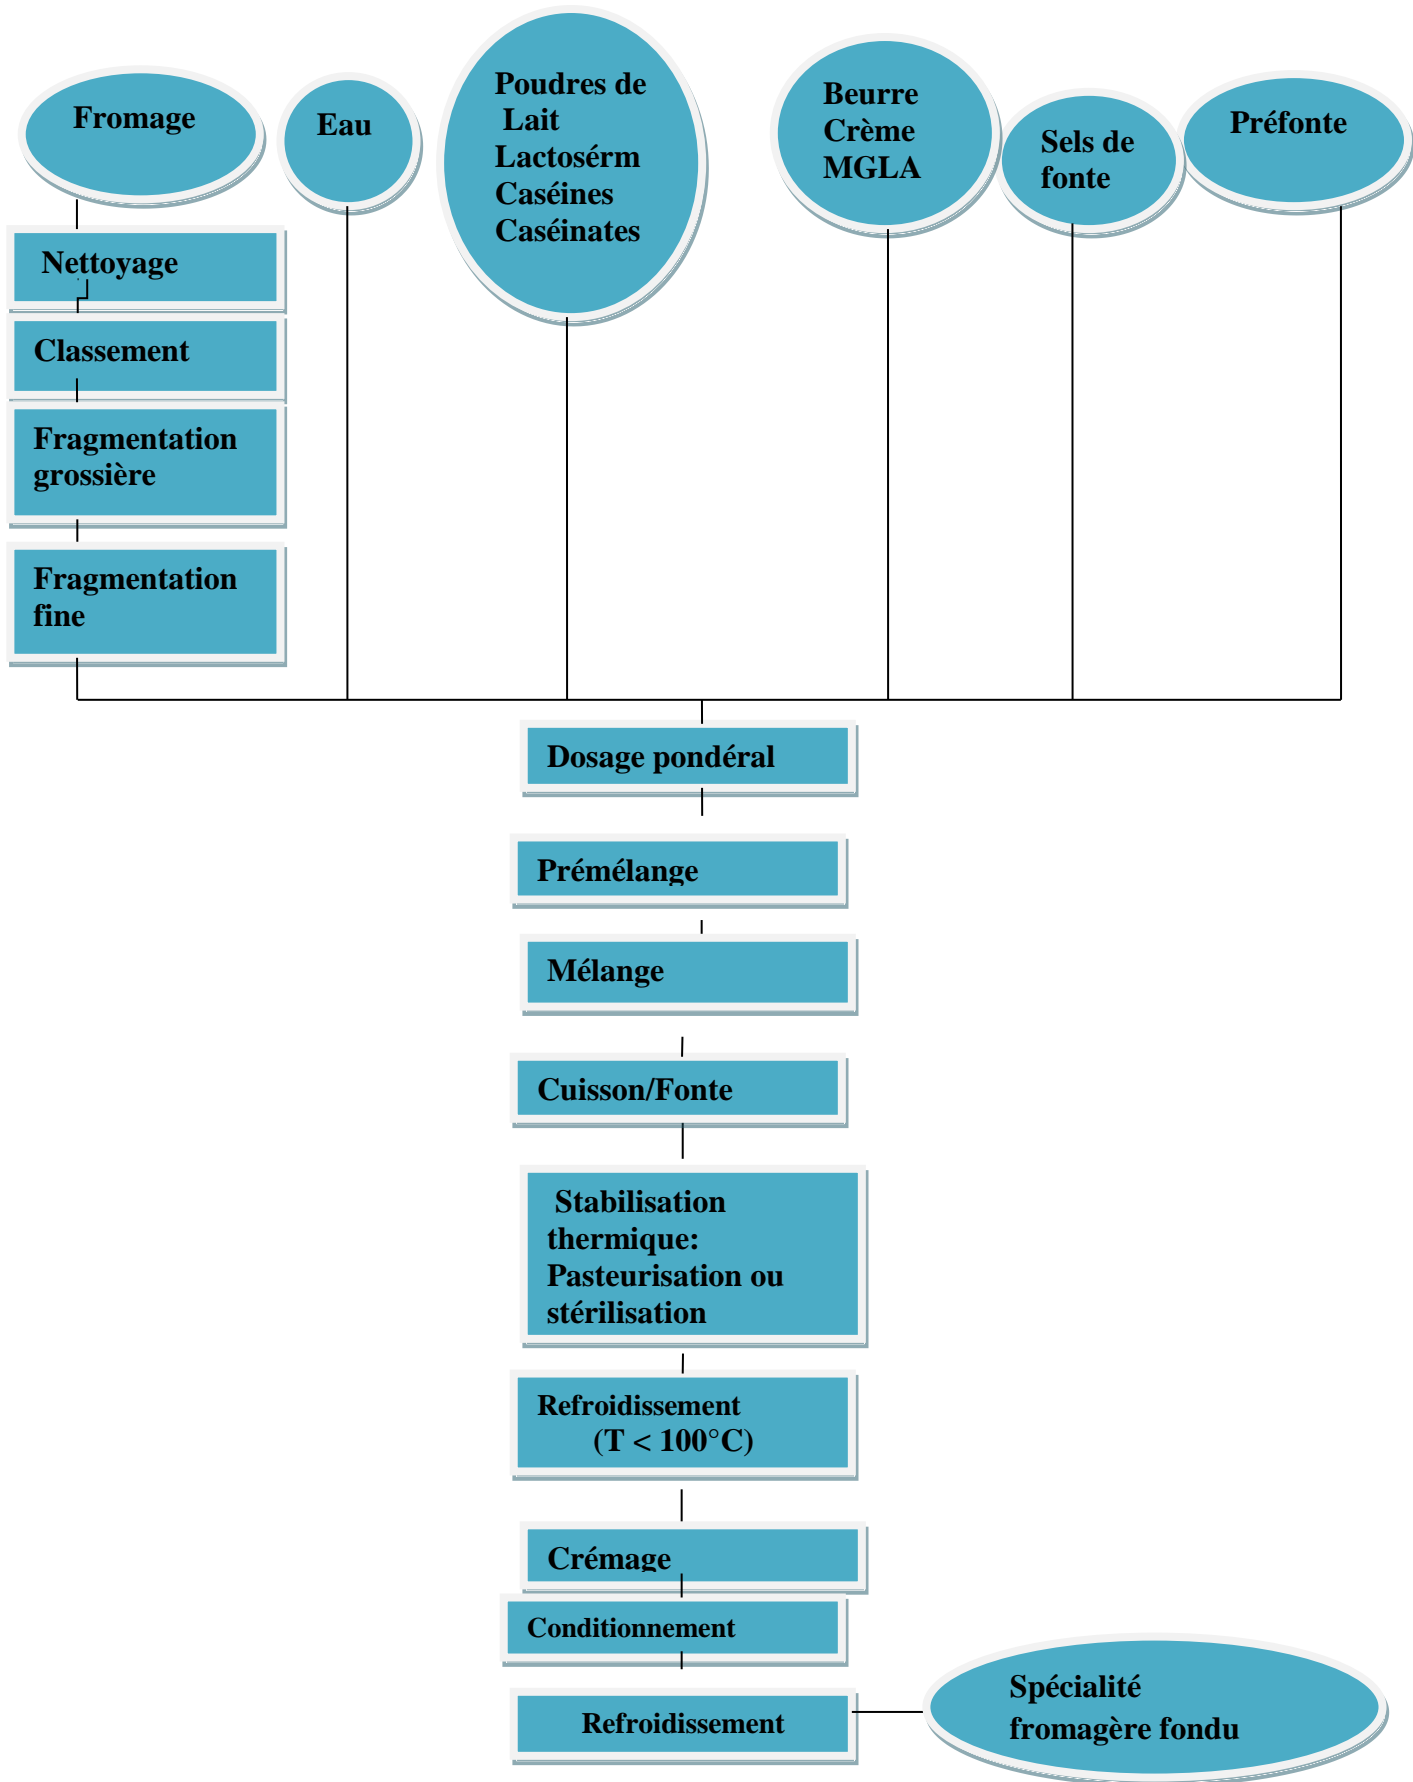 Fromage
Eau
Poudres de
Lait
Lactosérm
Caséines
Caséinates
Beurre
Crème
MGLA
Sels de
fonte
Préfonte
Nettoyage
Classement
Fragmentation
grossière
Fragmentation
fine
Dosage pondéral
Prémélange
Mélange
Cuisson/Fonte
Stabilisation
thermique:
Pasteurisation ou
stérilisation
Refroidissement
(T < 100°C)
Crémage
Conditionnement
Refroidissement
Spécialité
fromagère fondu